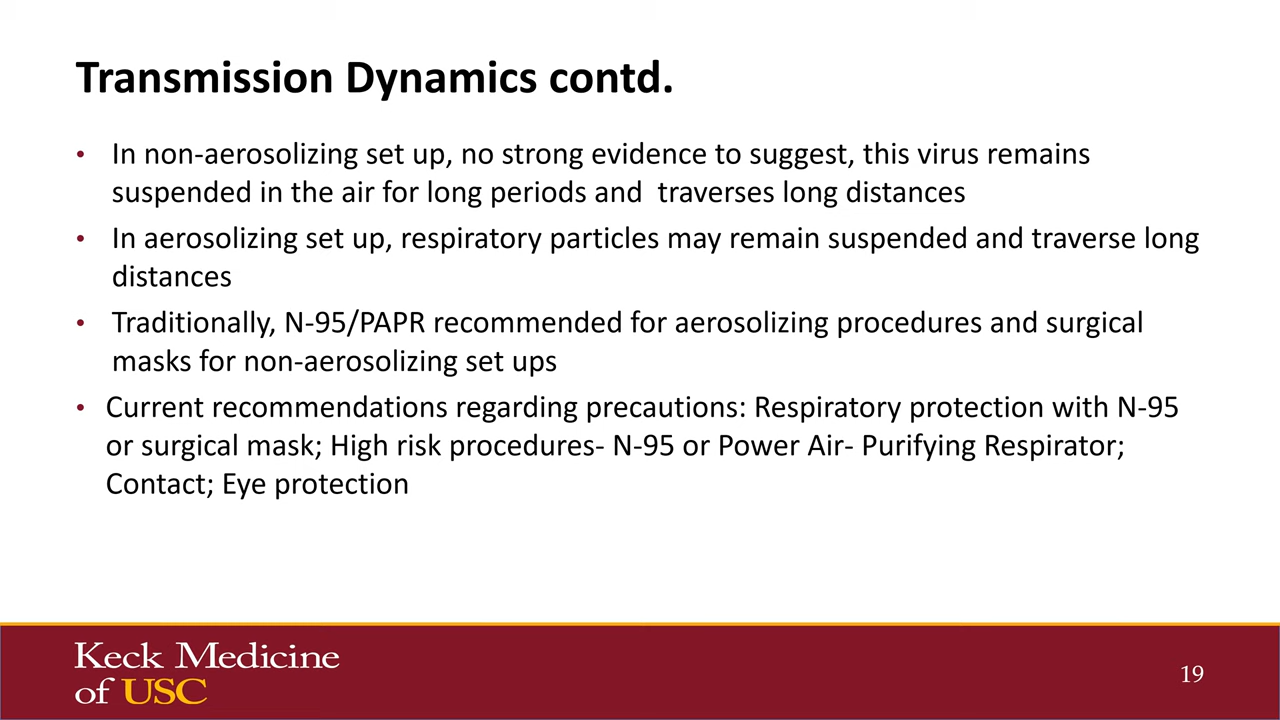 Transmission Dynamics contd.
• In non-aerosolizing set up, no strong evidence to suggest, this virus remains
suspended in the air for long periods and  traverses long distances
• In aerosolizing set up, respiratory particles may remain suspended and traverse long
distances
• Traditionally, N-95/PAPR recommended for aerosolizing procedures and surgical
masks for non-aerosolizing set ups
• Current recommendations regarding precautions: Respiratory protection with N-95
or surgical mask; High risk procedures- N-95 or Power Air- Purifying Respirator;
Contact; Eye protection
Keck Medicine
of USC
19